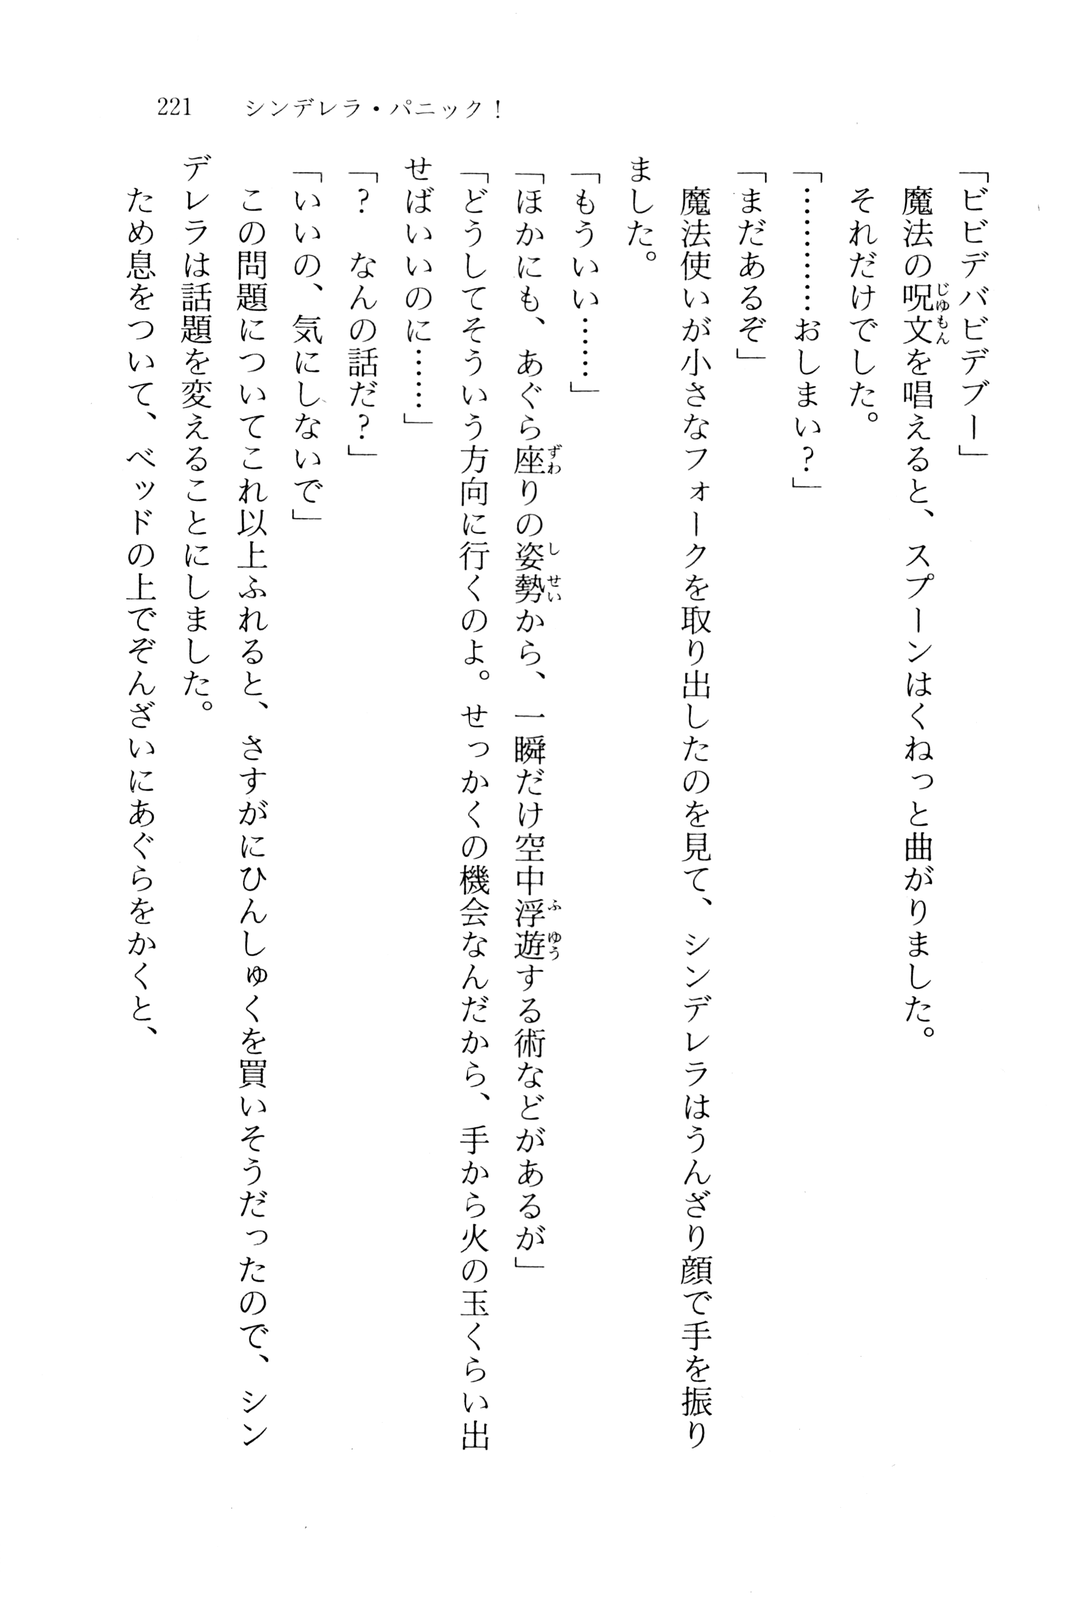 221　シンデレラ・パニック！
「ビビデバビデブー」
　魔法の呪文を唱えると、スプーンはくねっと曲がりました。
　それだけでした。
「…………おしまい？」
「まだあるぞ」
　魔法使いが小さなフォークを取り出したのを見て、シンデレラはうんざり顔で手を振り
ました。
「もういい……」
「ほかにも、あぐら座りの姿勢から、一瞬だけ空中浮遊する術などがあるが」
「どうしてそういう方向に行くのよ。せっかくの機会なんだから、手から火の玉くらい出
せばいいのに……」
「？　なんの話だ？」
「いいの、気にしないで」
　この問題についてこれ以上ふれると、さすがにひんしゅくを買いそうだったので、シン
デレラは話題を変えることにしました。
　ため息をついて、ベッドの上でぞんざいにあぐらをかくと、